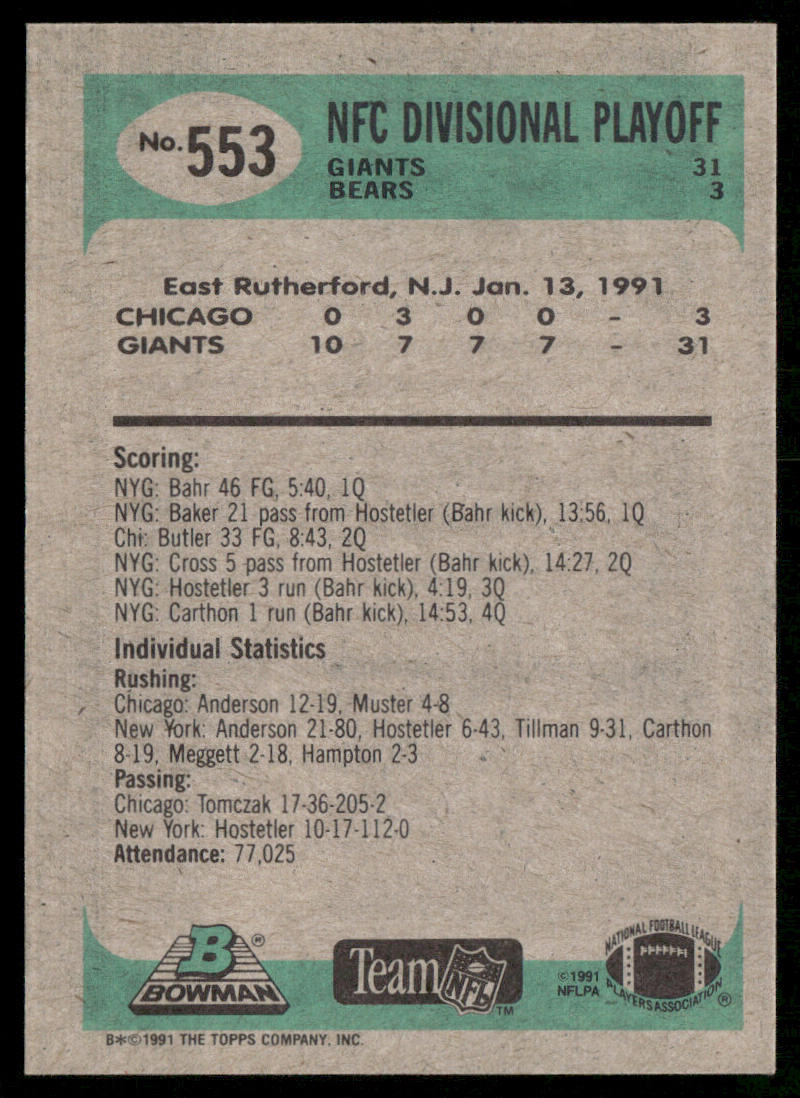 No. 553
NFC DIVISIONAL PLAYOFF
GIANTS 31
BEARS 3
East Rutherford, N.J. Jan. 13, 1991
CHICAGO 0 3 0 0 - 3
GIANTS 10 7 7 7 - 31
Scoring:
NYG: Bahr 46 FG, 5:40, 1Q
NYG: Baker 21 pass from Hostetler (Bahr kick), 13:56, 1Q
Chi: Butler 33 FG, 8:43, 2Q
NYG: Cross 5 pass from Hostetler (Bahr kick), 14:27, 2Q
NYG: Hostetler 3 run (Bahr kick), 4:19, 3Q
NYG: Carthon 1 run (Bahr kick), 14:53, 4Q
Individual Statistics
Rushing:
Chicago: Anderson 12-19, Muster 4-8
New York: Anderson 21-80, Hostetler 6-43, Tillman 9-31, Carthon
8-19, Meggett 2-18, Hampton 2-3
Passing:
Chicago: Tomczak 17-36-205-2
New York: Hostetler 10-17-112-0
Attendance: 77,025
B®
BOWMAN
Team NFL ™
©1991
NFLPA
NATIONAL FOOTBALL LEAGUE
PLAYERS ASSOCIATION ®
B*©1991 THE TOPPS COMPANY, INC.